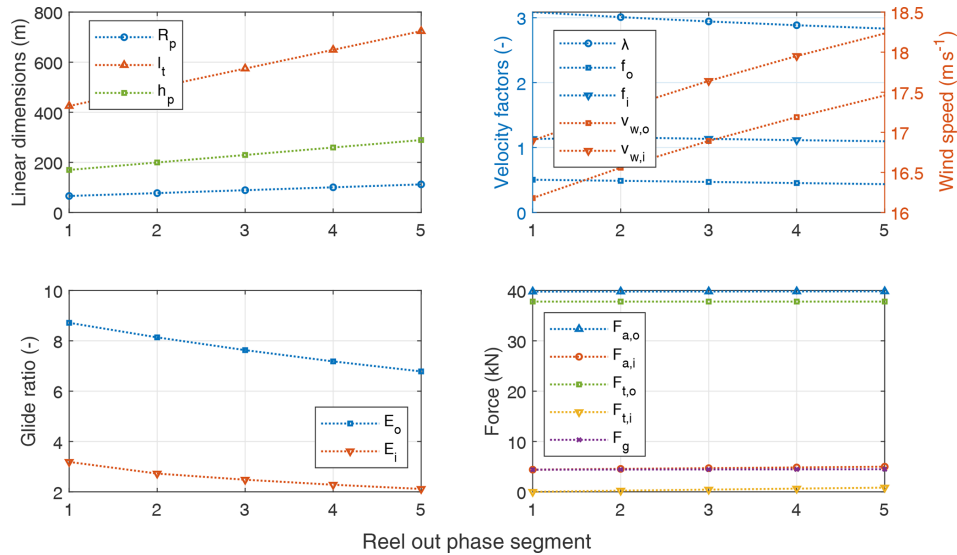 Linear dimensions (m)
800
600
400
200
0
R_p
l_t
h_p
1 2 3 4 5
Velocity factors (-)
3
2
1
0
λ
f_o
f_i
v_w,o
v_w,i
18.5
18
17.5
17
16.5
16
Wind speed (m s⁻¹)
1 2 3 4 5
Glide ratio (-)
10
8
6
4
2
E_o
E_i
1 2 3 4 5
Force (kN)
40
30
20
10
0
F_a,o
F_a,i
F_t,o
F_t,i
F_g
1 2 3 4 5
Reel out phase segment